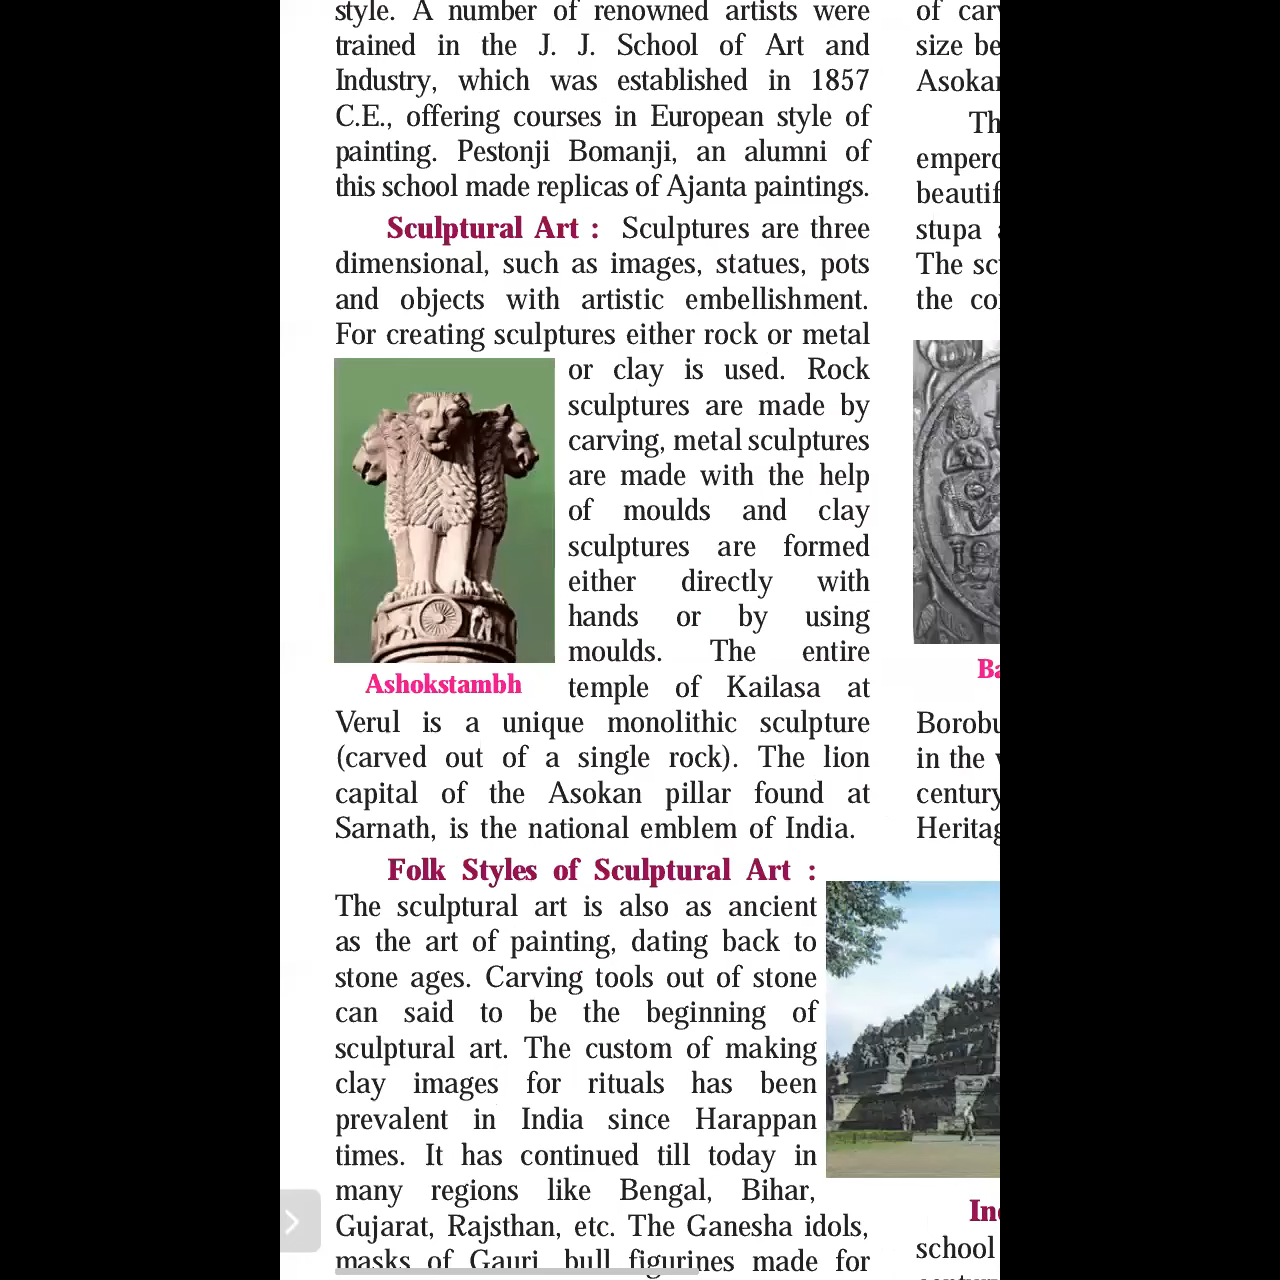 style. A number of renowned artists were
trained in the J. J. School of Art and
Industry, which was established in 1857
C.E., offering courses in European style of
painting. Pestonji Bomanji, an alumni of
this school made replicas of Ajanta paintings.
Sculptural Art : Sculptures are three
dimensional, such as images, statues, pots
and objects with artistic embellishment.
For creating sculptures either rock or metal
or clay is used. Rock
sculptures are made by
carving, metal sculptures
are made with the help
of moulds and clay
sculptures are formed
either directly with
hands or by using
moulds. The entire
Ashokstambh
temple of Kailasa at
Verul is a unique monolithic sculpture
(carved out of a single rock). The lion
capital of the Asokan pillar found at
Sarnath, is the national emblem of India.
Folk Styles of Sculptural Art :
The sculptural art is also as ancient
as the art of painting, dating back to
stone ages. Carving tools out of stone
can said to be the beginning of
sculptural art. The custom of making
clay images for rituals has been
prevalent in India since Harappan
times. It has continued till today in
many regions like Bengal, Bihar,
Gujarat, Rajsthan, etc. The Ganesha idols,
masks of Gauri, bull figurines made for
of
size
stupa
The
the
in the
century
school